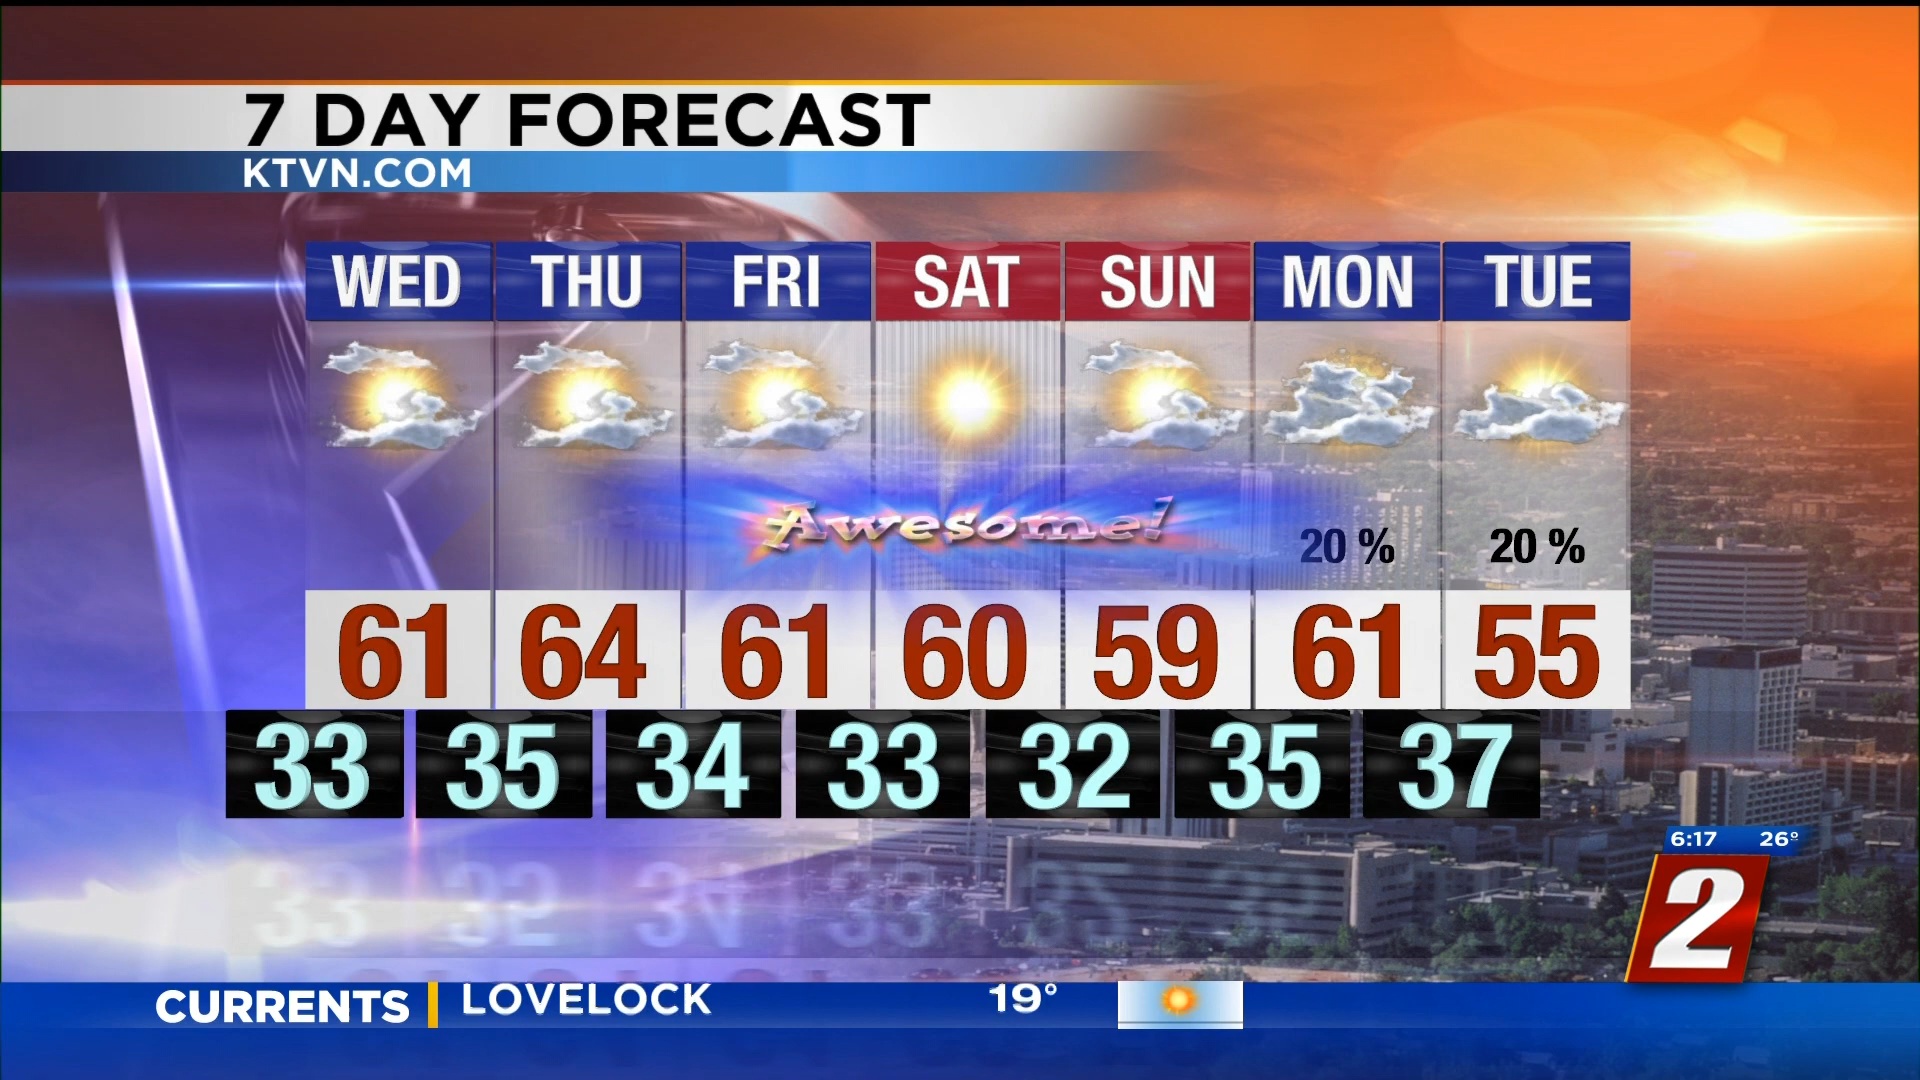 7 DAY FORECAST
KTVN.COM
WED THU FRI SAT SUN MON TUE
Awesome!
20 % 20 %
61 64 61 60 59 61 55
33 35 34 33 32 35 37
6:17 26°
2
CURRENTS LOVELOCK 19°